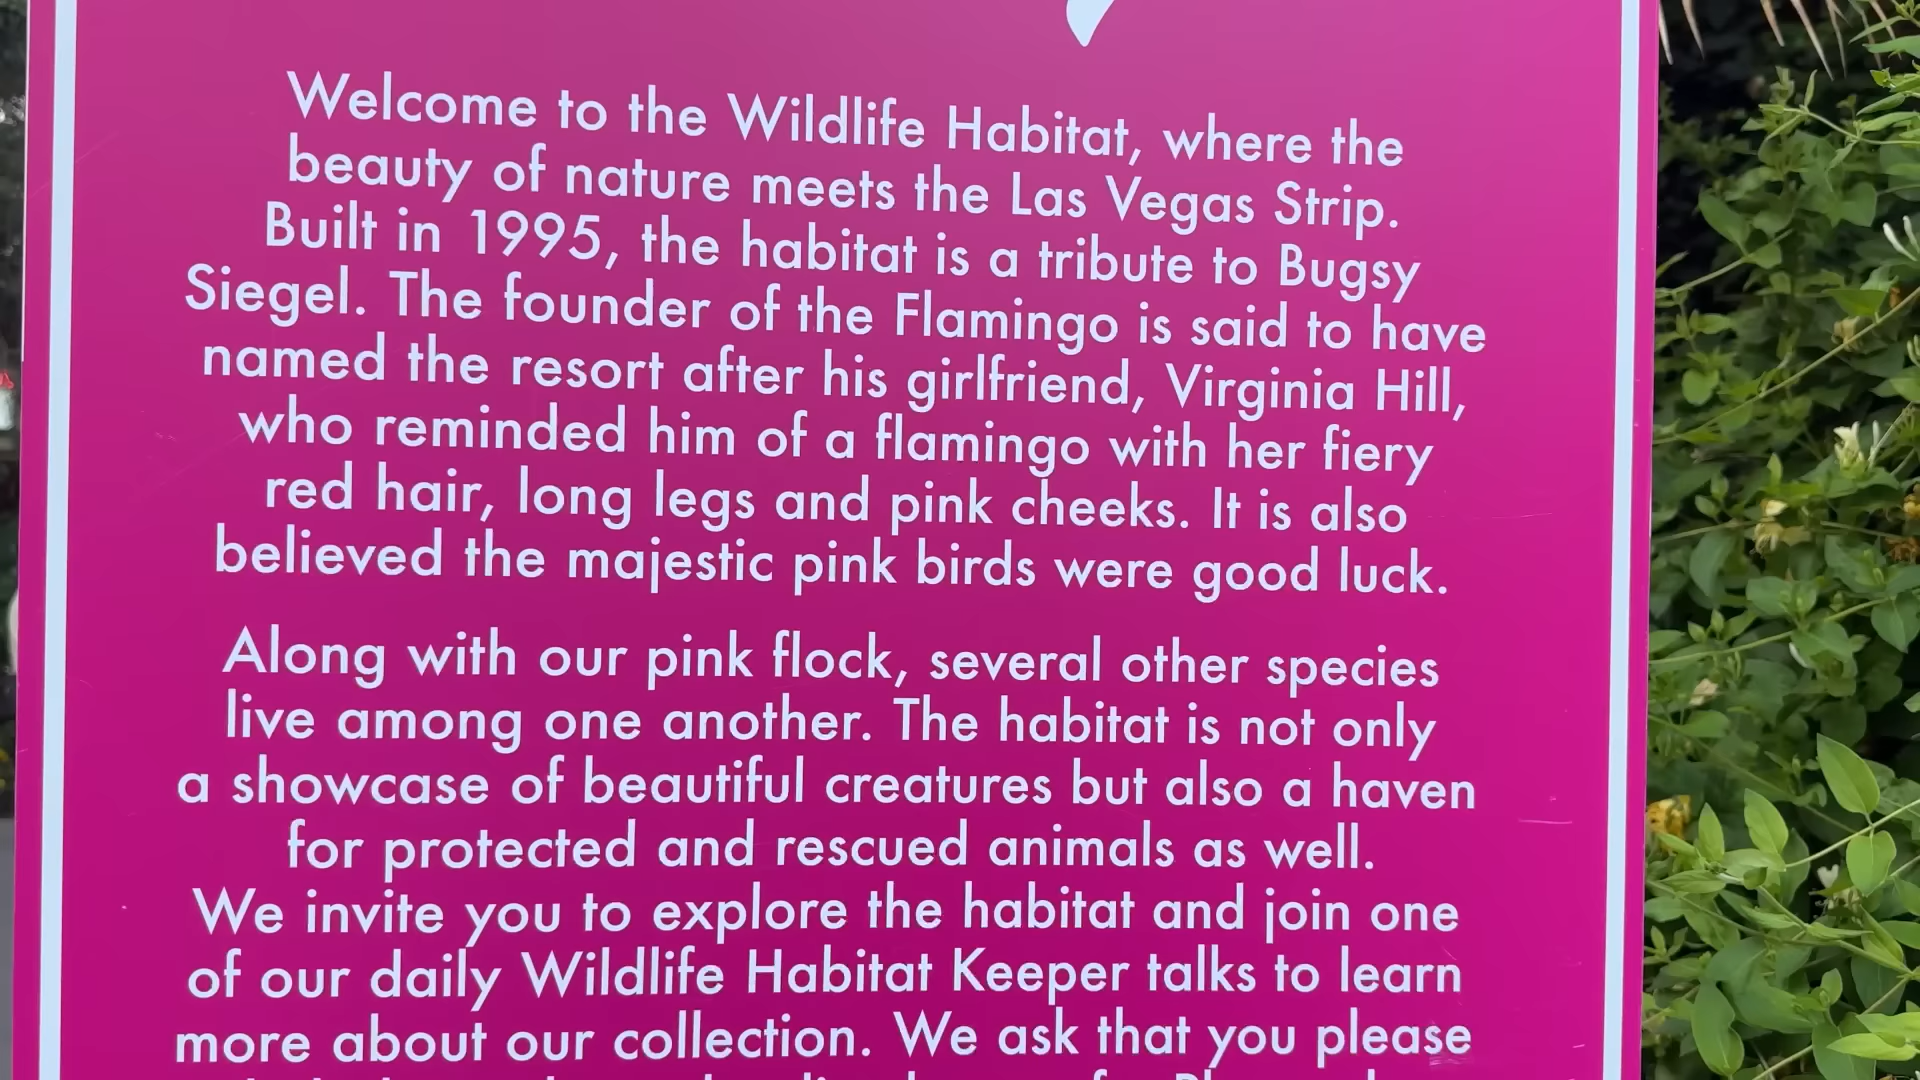 Welcome to the Wildlife Habitat, where the
beauty of nature meets the Las Vegas Strip.
Built in 1995, the habitat is a tribute to Bugsy
Siegel. The founder of the Flamingo is said to have
named the resort after his girlfriend, Virginia Hill,
who reminded him of a flamingo with her fiery
red hair, long legs and pink cheeks. It is also
believed the majestic pink birds were good luck.
Along with our pink flock, several other species
live among one another. The habitat is not only
a showcase of beautiful creatures but also a haven
for protected and rescued animals as well.
We invite you to explore the habitat and join one
of our daily Wildlife Habitat Keeper talks to learn
more about our collection. We ask that you please